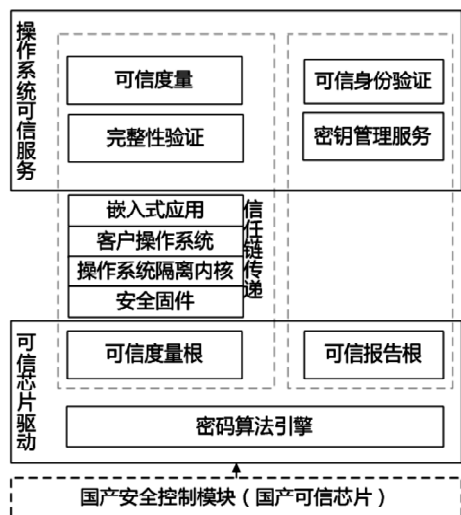 操作系统可信服务
可信度量
可信身份验证
完整性验证
密钥管理服务
嵌入式应用
客户操作系统
操作系统隔离内核
安全固件
信任链传递
可信芯片驱动
可信度量根
可信报告根
密码算法引擎
国产安全控制模块（国产可信芯片）